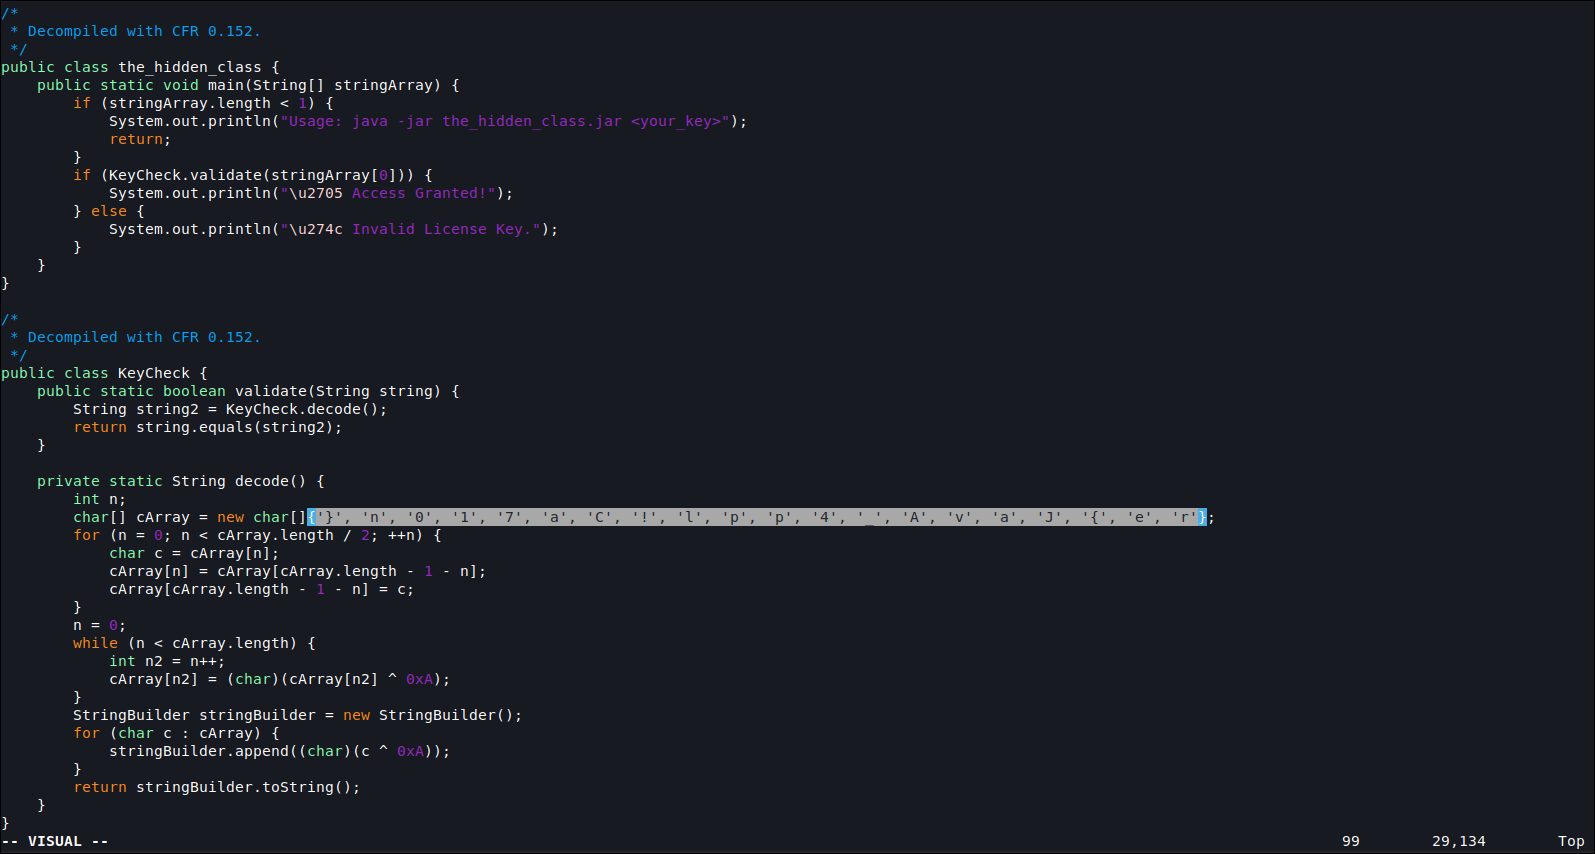 /*
 * Decompiled with CFR 0.152.
 */
public class the_hidden_class {
    public static void main(String[] stringArray) {
        if (stringArray.length < 1) {
            System.out.println("Usage: java -jar the_hidden_class.jar <your_key>");
            return;
        }
        if (KeyCheck.validate(stringArray[0])) {
            System.out.println("\u2705 Access Granted!");
        } else {
            System.out.println("\u274c Invalid License Key.");
        }
    }
}

/*
 * Decompiled with CFR 0.152.
 */
public class KeyCheck {
    public static boolean validate(String string) {
        String string2 = KeyCheck.decode();
        return string.equals(string2);
    }

    private static String decode() {
        int n;
        char[] cArray = new char[]{'}', 'n', '0', '1', '7', 'a', 'C', '!', 'l', 'p', 'p', '4', '_', 'A', 'v', 'a', 'J', '{', 'e', 'r'};
        for (n = 0; n < cArray.length / 2; ++n) {
            char c = cArray[n];
            cArray[n] = cArray[cArray.length - 1 - n];
            cArray[cArray.length - 1 - n] = c;
        }
        n = 0;
        while (n < cArray.length) {
            int n2 = n++;
            cArray[n2] = (char)(cArray[n2] ^ 0xA);
        }
        StringBuilder stringBuilder = new StringBuilder();
        for (char c : cArray) {
            stringBuilder.append((char)(c ^ 0xA));
        }
        return stringBuilder.toString();
    }
}
-- VISUAL -- 99 29,134 Top